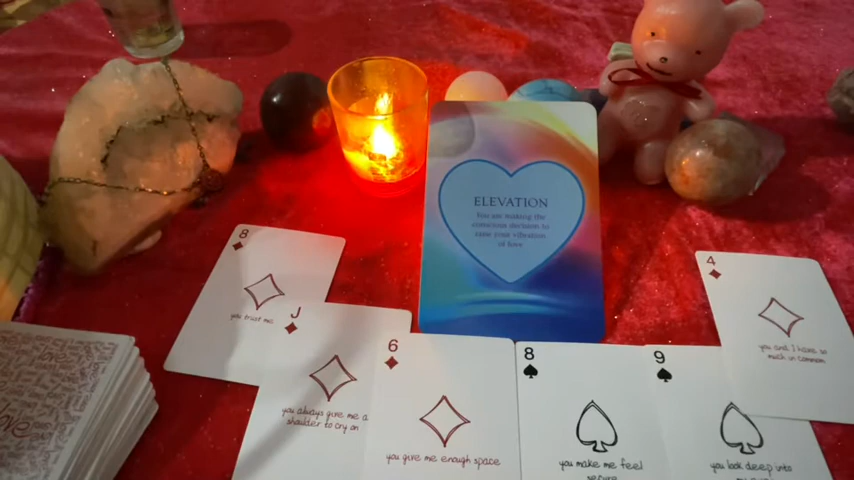 ELEVATION
You are making the
conscious decision to
raise your vibration
of love
8
you trust me
J
you always give me a
shoulder to cry on
6
you give me enough space
8
you make me feel
secure
9
you look deep into
4
you and I have so
much in common
love